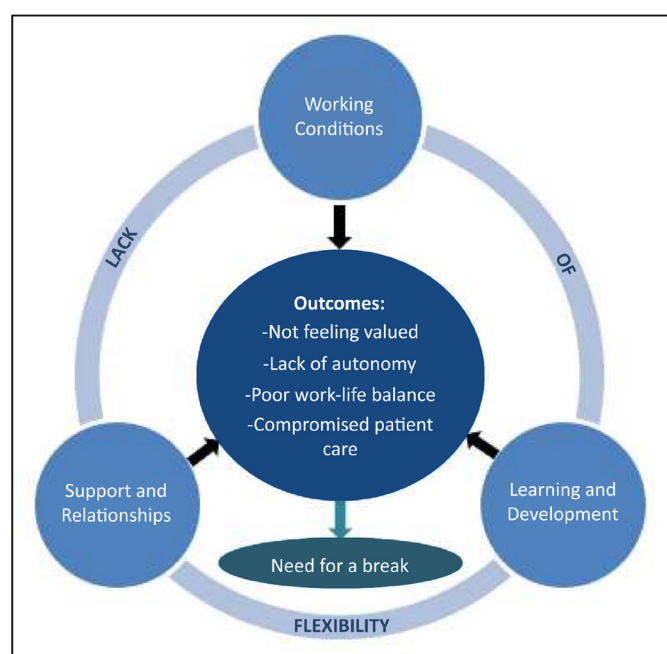 Working
Conditions
LACK
OF
Outcomes:
-Not feeling valued
-Lack of autonomy
-Poor work-life balance
-Compromised patient
care
Support and
Relationships
Learning and
Development
Need for a break
FLEXIBILITY